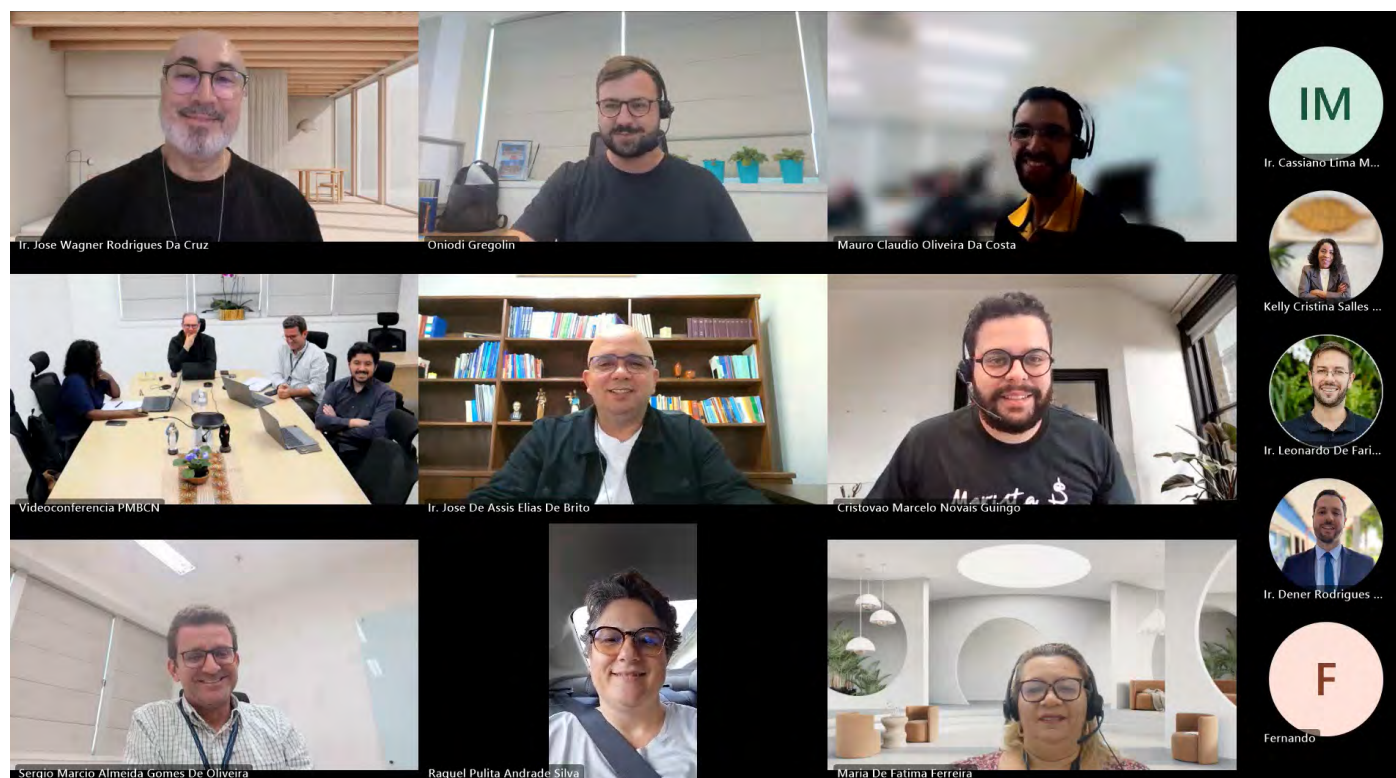 Ir. Jose Wagner Rodrigues Da Cruz
Oniodi Gregolin
Mauro Claudio Oliveira Da Costa
Videoconferencia PMBCN
Ir. Jose De Assis Elias De Brito
Marista
Cristovao Marcelo Novais Guingo
Sergio Marcio Almeida Gomes De Oliveira
Raquel Pulita Andrade Silva
Maria De Fatima Ferreira
IM
Ir. Cassiano Lima M...
Kelly Cristina Salles ...
Ir. Leonardo De Fari...
Ir. Dener Rodrigues ...
F
Fernando